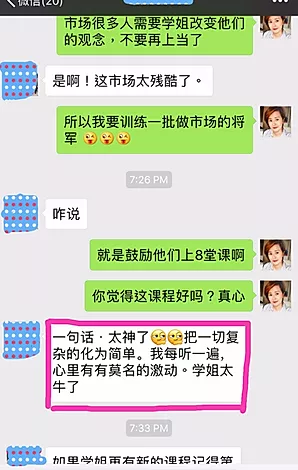 微信(20)
市场很多人需要学姐改变他们
的观念，不要再上当了
是啊！这市场太残酷了。
所以我要训练一批做市场的将
军
7:26 PM
咋说
就是鼓励他们上8堂课啊
你觉得这课程好吗？真心
一句话·太神了把一切复
杂的化为简单。我每听一遍,
心里有有莫名的激动。学姐太
牛了
7:33 PM
如果学姐再有新的课程记得第